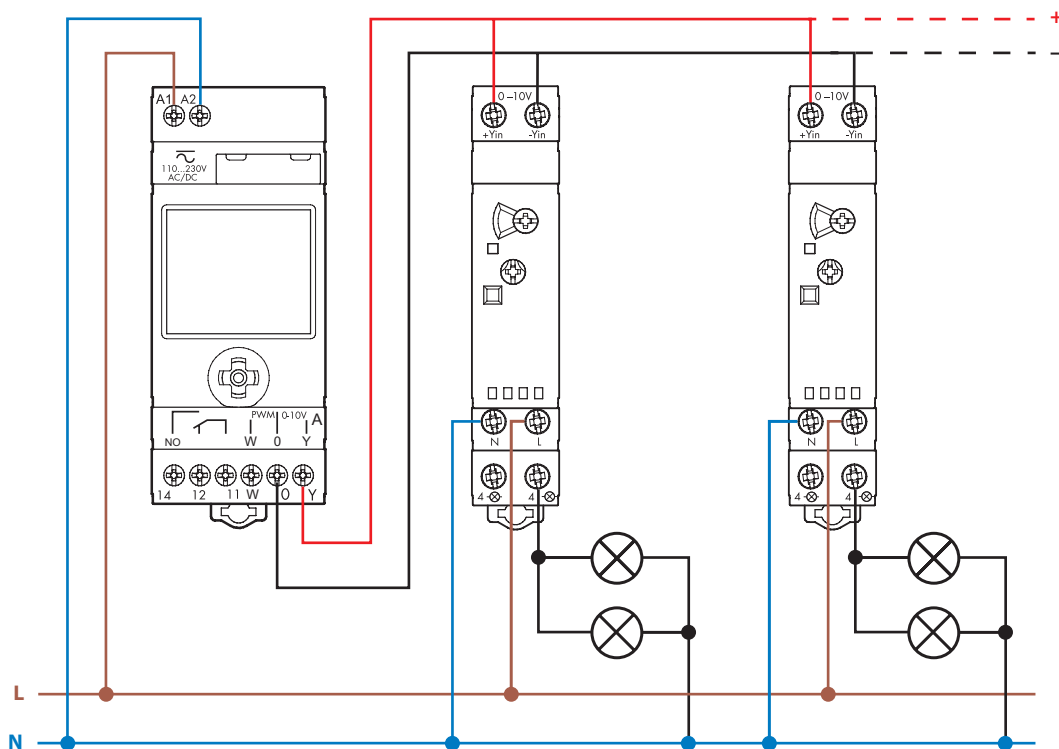 +
–
A1 A2
110...230V
AC/DC
PWM 0-10V A
NO W 0 Y
14 12 11 W 0 Y
0–10V
+Yin -Yin
N L
4 4
0–10V
+Yin -Yin
N L
4 4
L
N